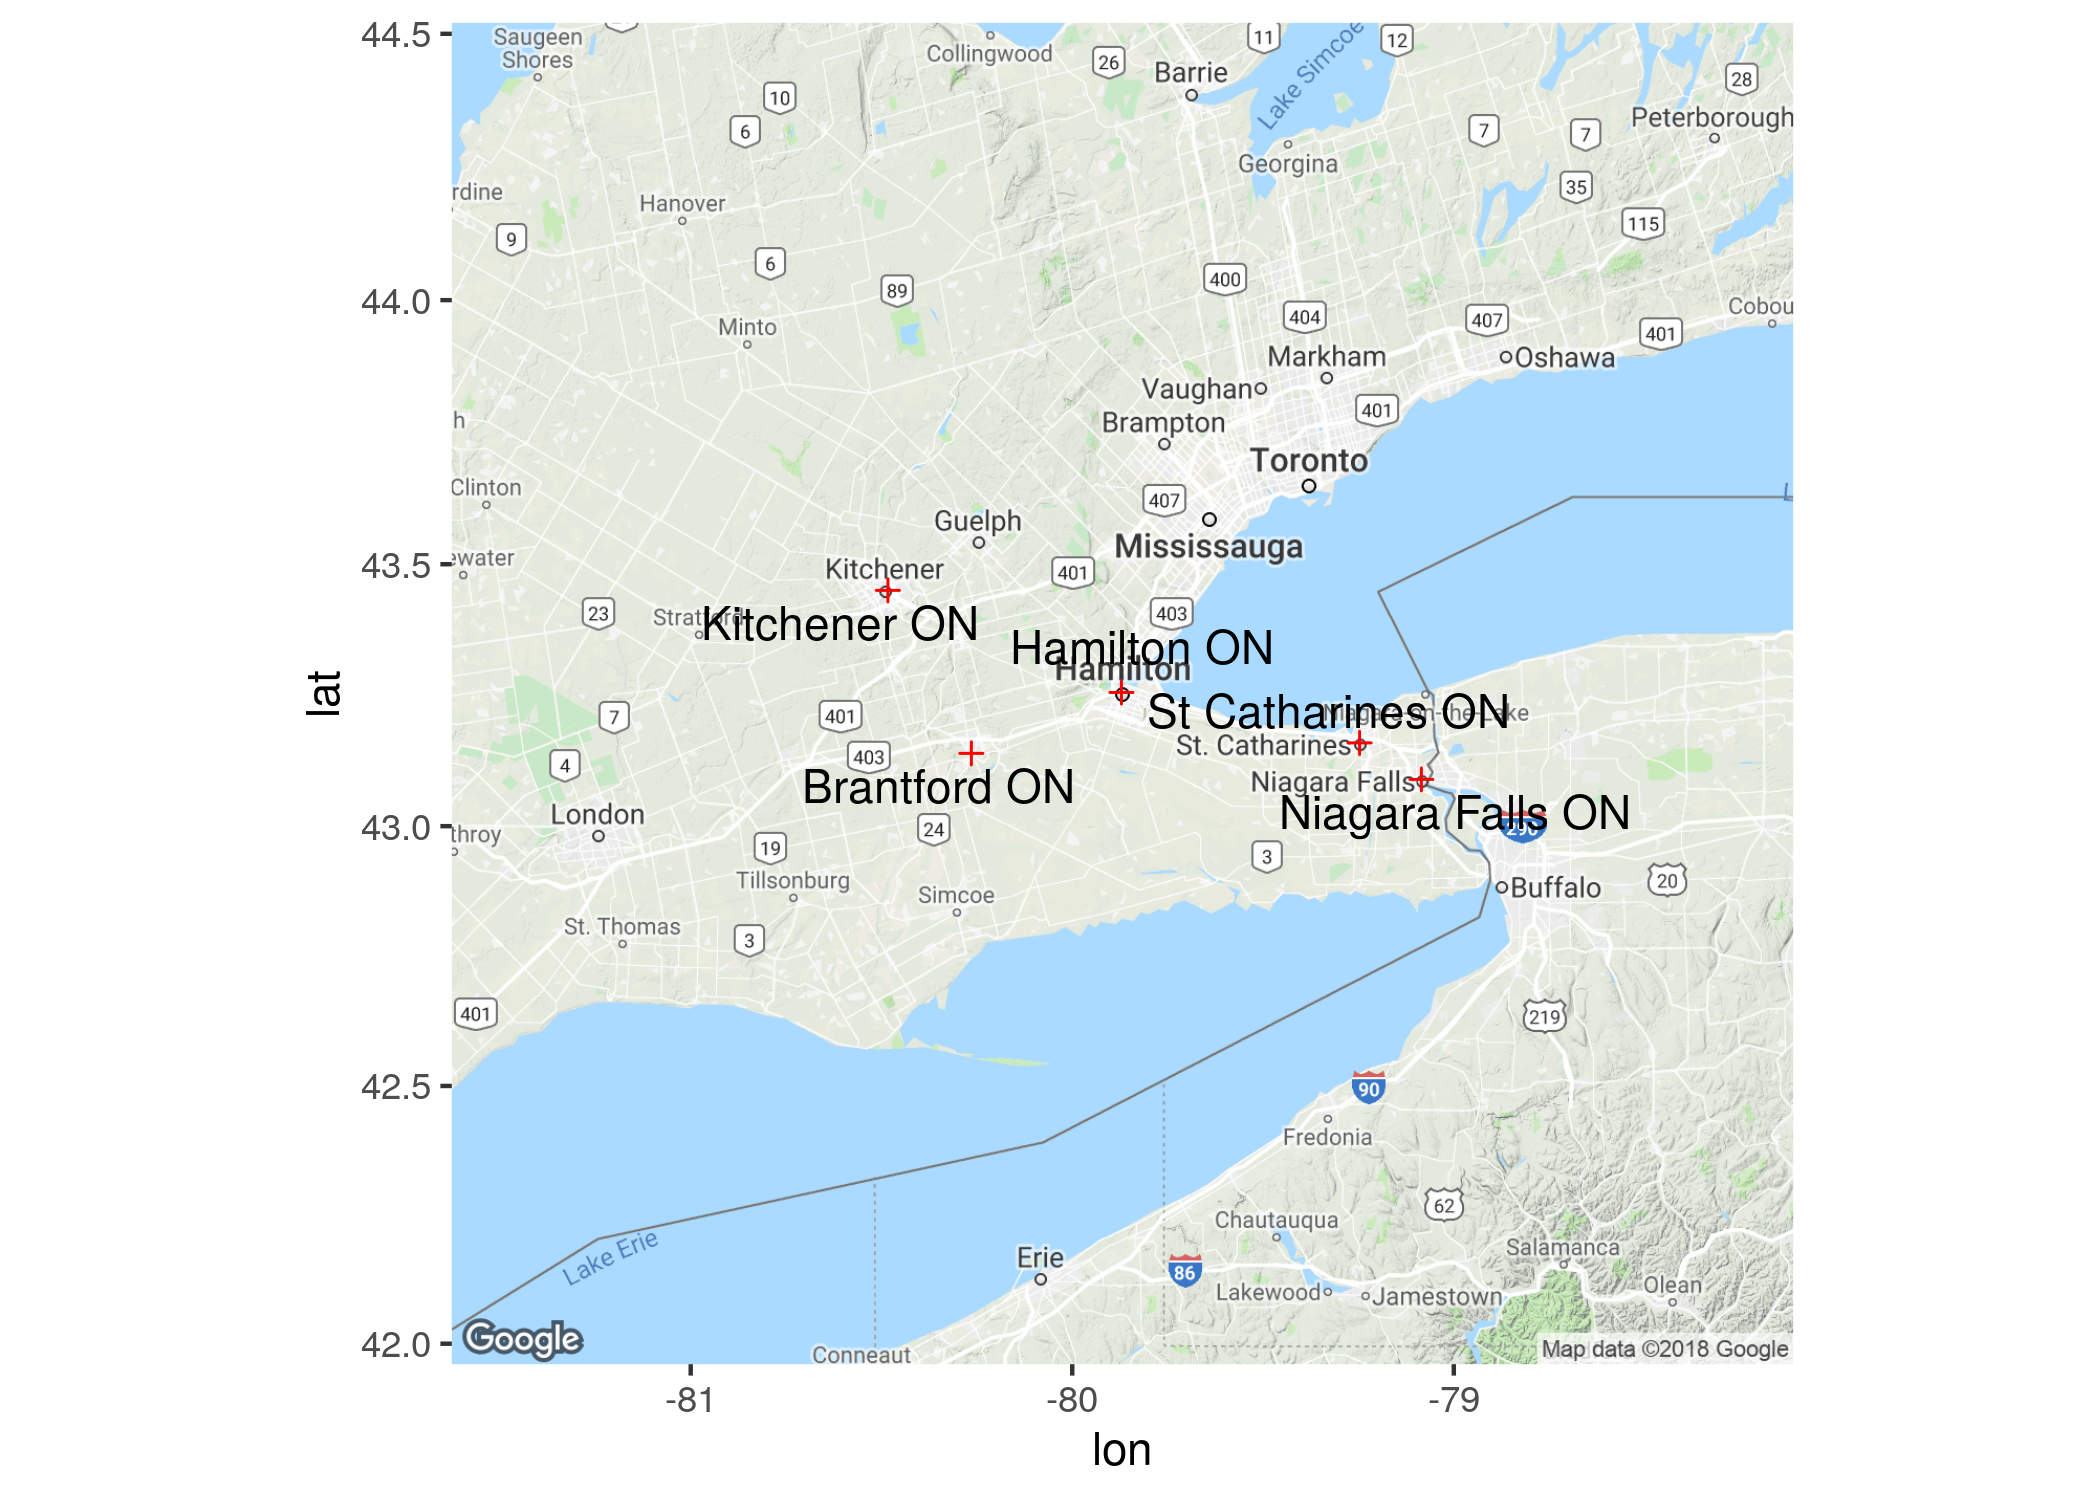 44.5
44.0
43.5
43.0
42.5
42.0
lat
Saugeen
Shores
Collingwood
26
11
12
Barrie
Lake Simcoe
28
10
6
7
7
Peterborough
Georgina
rdine
Hanover
35
9
115
6
89
400
404
407
401
Cobou
Minto
Markham
Oshawa
Vaughan
401
Brampton
h
Toronto
Clinton
407
L
Guelph
Mississauga
ewater
Kitchener
401
23
Stratford
Kitchener ON
403
Hamilton ON
Hamilton
7
401
St Catharines ON
Niagara-on-the-Lake
St. Catharines
4
403
Brantford ON
Niagara Falls
Niagara Falls ON
290
London
24
throy
19
3
Tillsonburg
Simcoe
Buffalo
20
St. Thomas
3
401
219
90
Fredonia
62
Chautauqua
Lake Erie
Erie
86
Salamanca
Lakewood
Jamestown
Olean
Google
Conneaut
Map data ©2018 Google
-81
-80
-79
lon